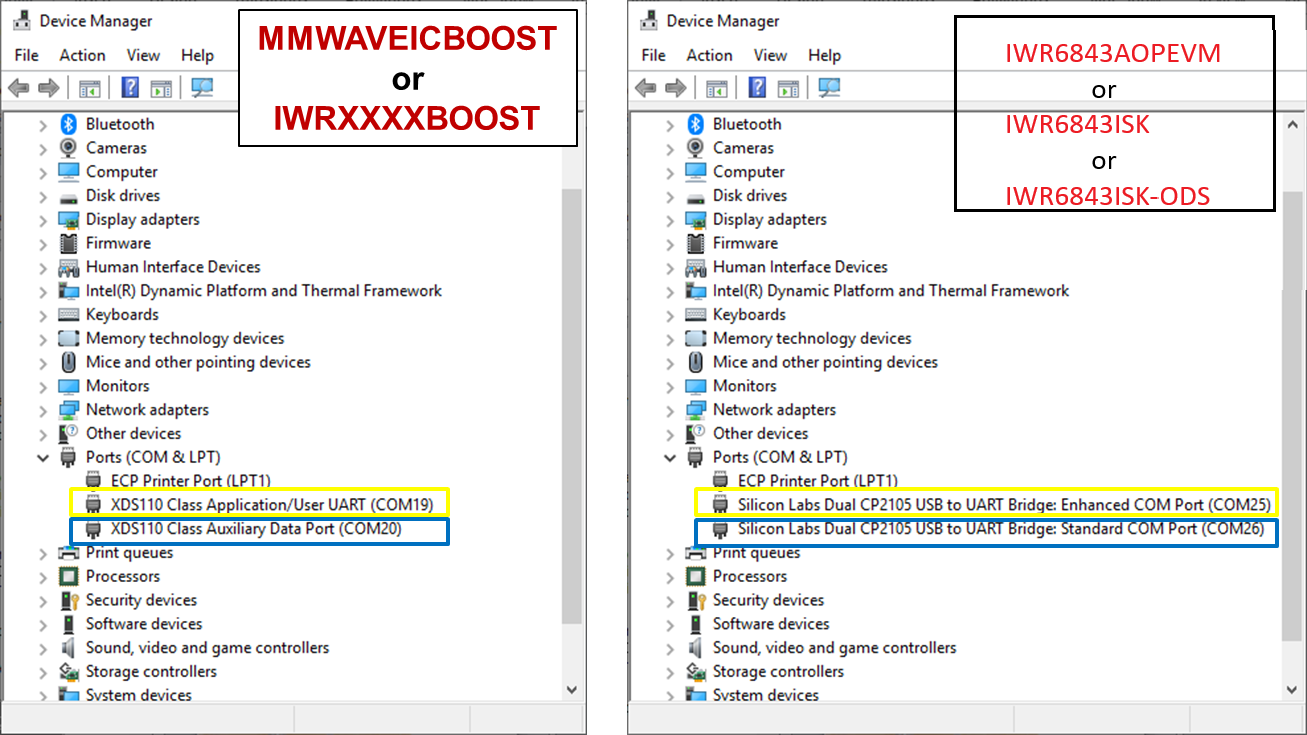 Device Manager
File Action View Help
MMWAVEICBOOST
or
IWRXXXXBOOST
Bluetooth
Cameras
Computer
Disk drives
Display adapters
Firmware
Human Interface Devices
Intel(R) Dynamic Platform and Thermal Framework
Keyboards
Memory technology devices
Mice and other pointing devices
Monitors
Network adapters
Other devices
Ports (COM & LPT)
ECP Printer Port (LPT1)
XDS110 Class Application/User UART (COM19)
XDS110 Class Auxiliary Data Port (COM20)
Print queues
Processors
Security devices
Software devices
Sound, video and game controllers
Storage controllers
System devices
Device Manager
File Action View Help
IWR6843AOPEVM
or
IWR6843ISK
or
IWR6843ISK-ODS
Bluetooth
Cameras
Computer
Disk drives
Display adapters
Firmware
Human Interface Devices
Intel(R) Dynamic Platform and Thermal Framework
Keyboards
Memory technology devices
Mice and other pointing devices
Monitors
Network adapters
Other devices
Ports (COM & LPT)
ECP Printer Port (LPT1)
Silicon Labs Dual CP2105 USB to UART Bridge: Enhanced COM Port (COM25)
Silicon Labs Dual CP2105 USB to UART Bridge: Standard COM Port (COM26)
Print queues
Processors
Security devices
Software devices
Sound, video and game controllers
Storage controllers
System devices